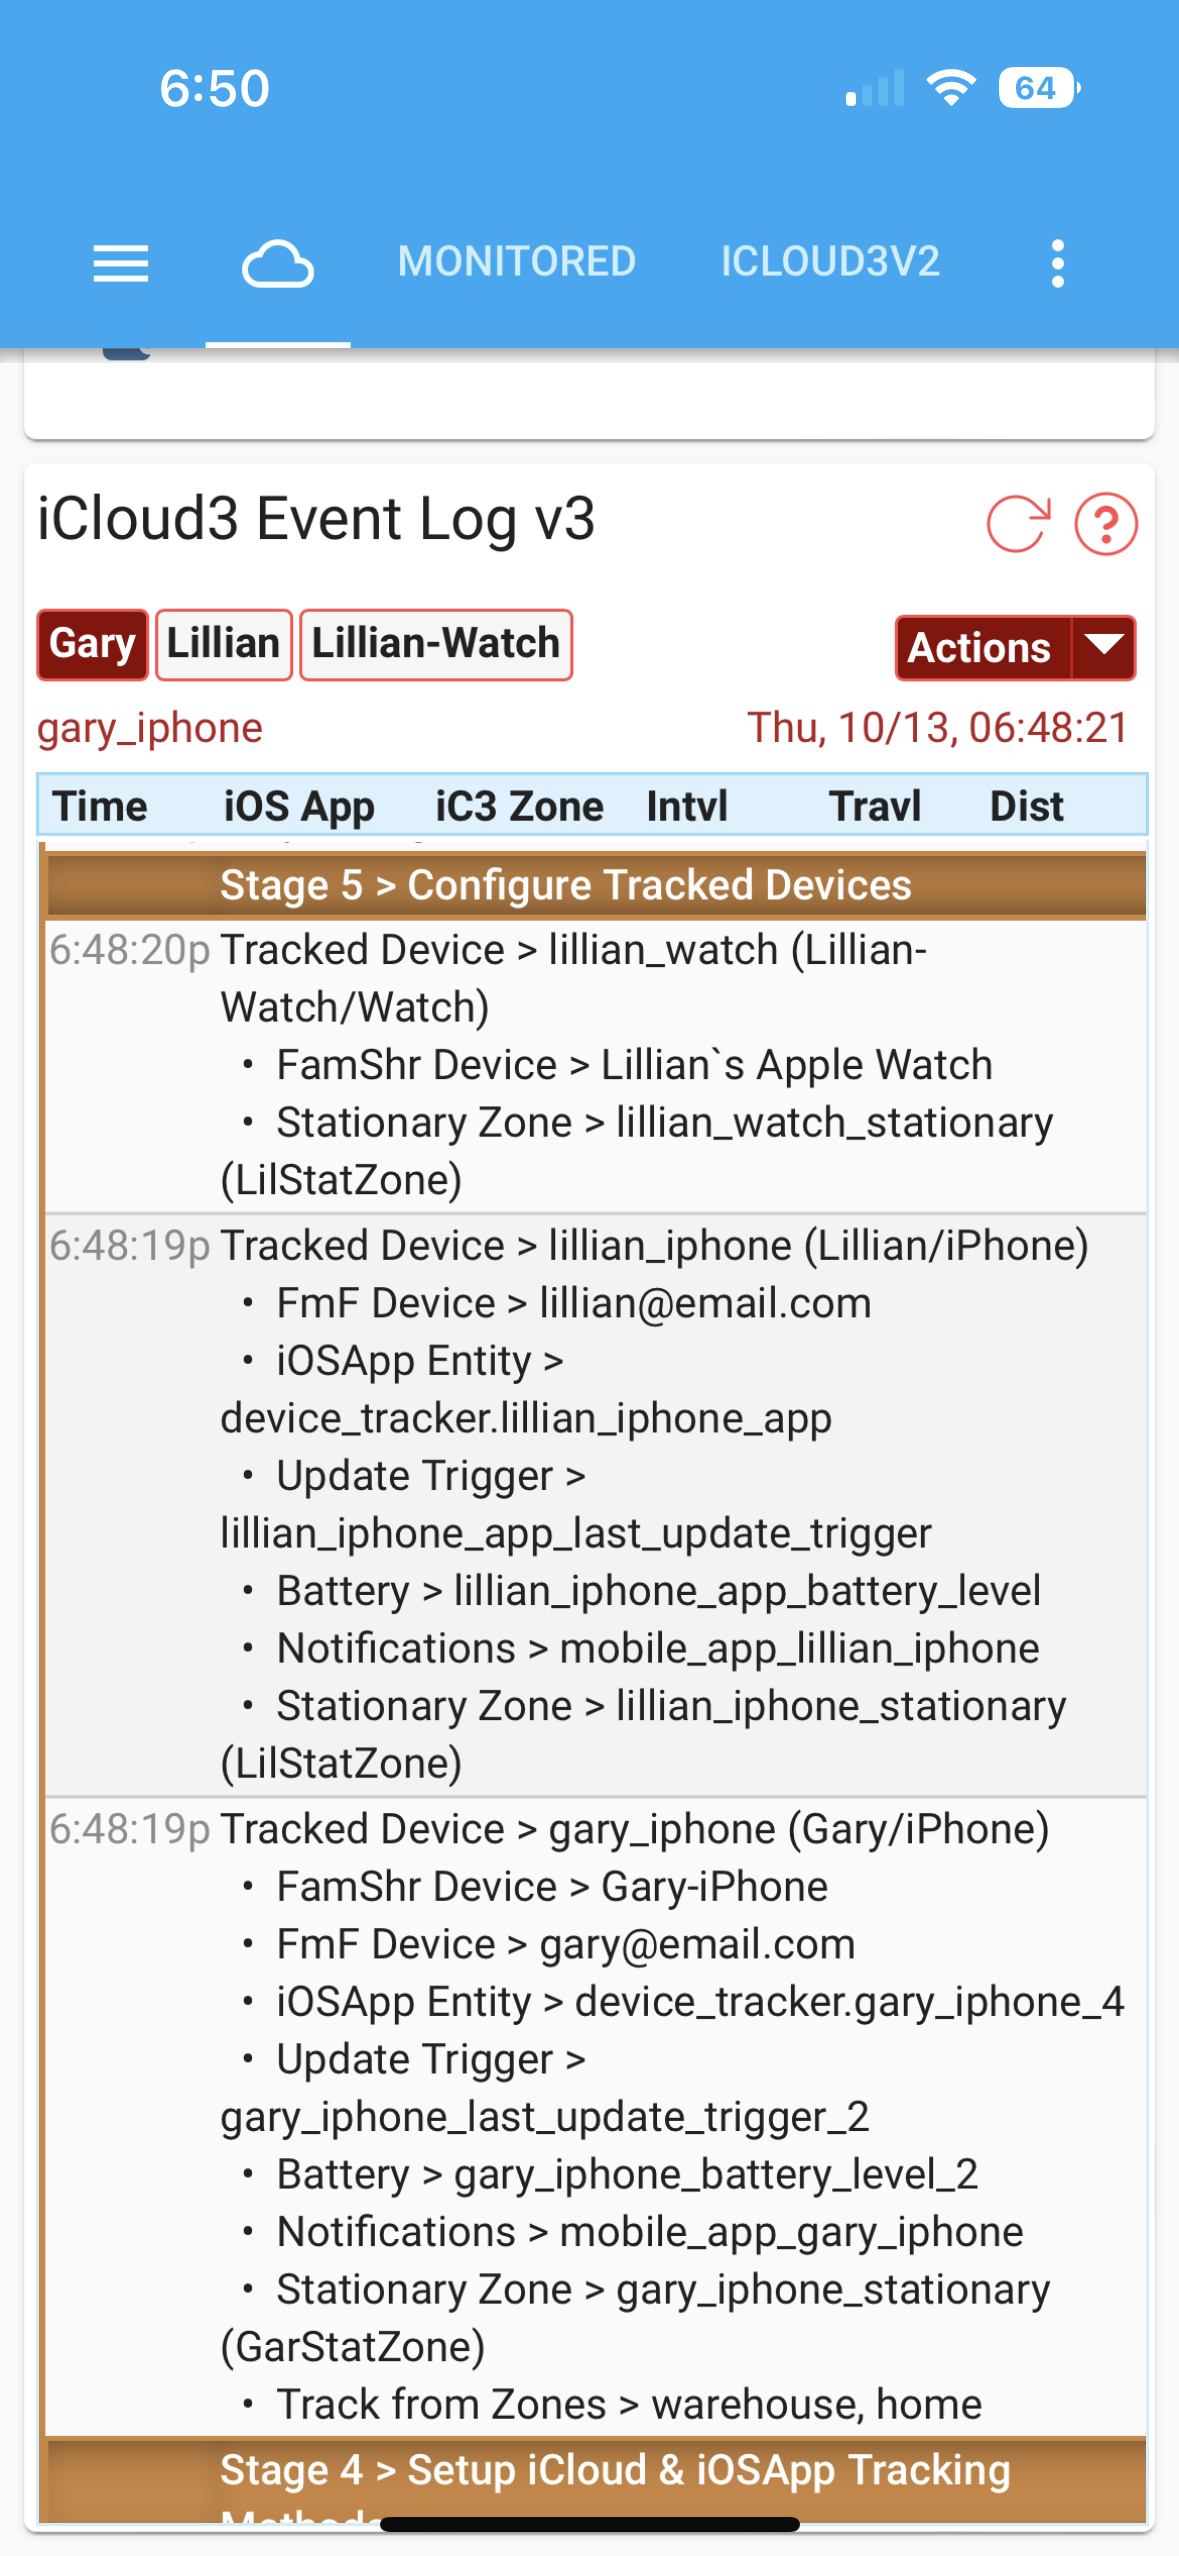 6:50
64
MONITORED ICLOUD3V2
iCloud3 Event Log v3
?
Gary Lillian Lillian-Watch Actions
gary_iphone Thu, 10/13, 06:48:21
Time iOS App iC3 Zone Intvl Travl Dist
Stage 5 > Configure Tracked Devices
6:48:20p Tracked Device > lillian_watch (Lillian-
Watch/Watch)
• FamShr Device > Lillian`s Apple Watch
• Stationary Zone > lillian_watch_stationary
(LilStatZone)
6:48:19p Tracked Device > lillian_iphone (Lillian/iPhone)
• FmF Device > lillian@email.com
• iOSApp Entity >
device_tracker.lillian_iphone_app
• Update Trigger >
lillian_iphone_app_last_update_trigger
• Battery > lillian_iphone_app_battery_level
• Notifications > mobile_app_lillian_iphone
• Stationary Zone > lillian_iphone_stationary
(LilStatZone)
6:48:19p Tracked Device > gary_iphone (Gary/iPhone)
• FamShr Device > Gary-iPhone
• FmF Device > gary@email.com
• iOSApp Entity > device_tracker.gary_iphone_4
• Update Trigger >
gary_iphone_last_update_trigger_2
• Battery > gary_iphone_battery_level_2
• Notifications > mobile_app_gary_iphone
• Stationary Zone > gary_iphone_stationary
(GarStatZone)
• Track from Zones > warehouse, home
Stage 4 > Setup iCloud & iOSApp Tracking